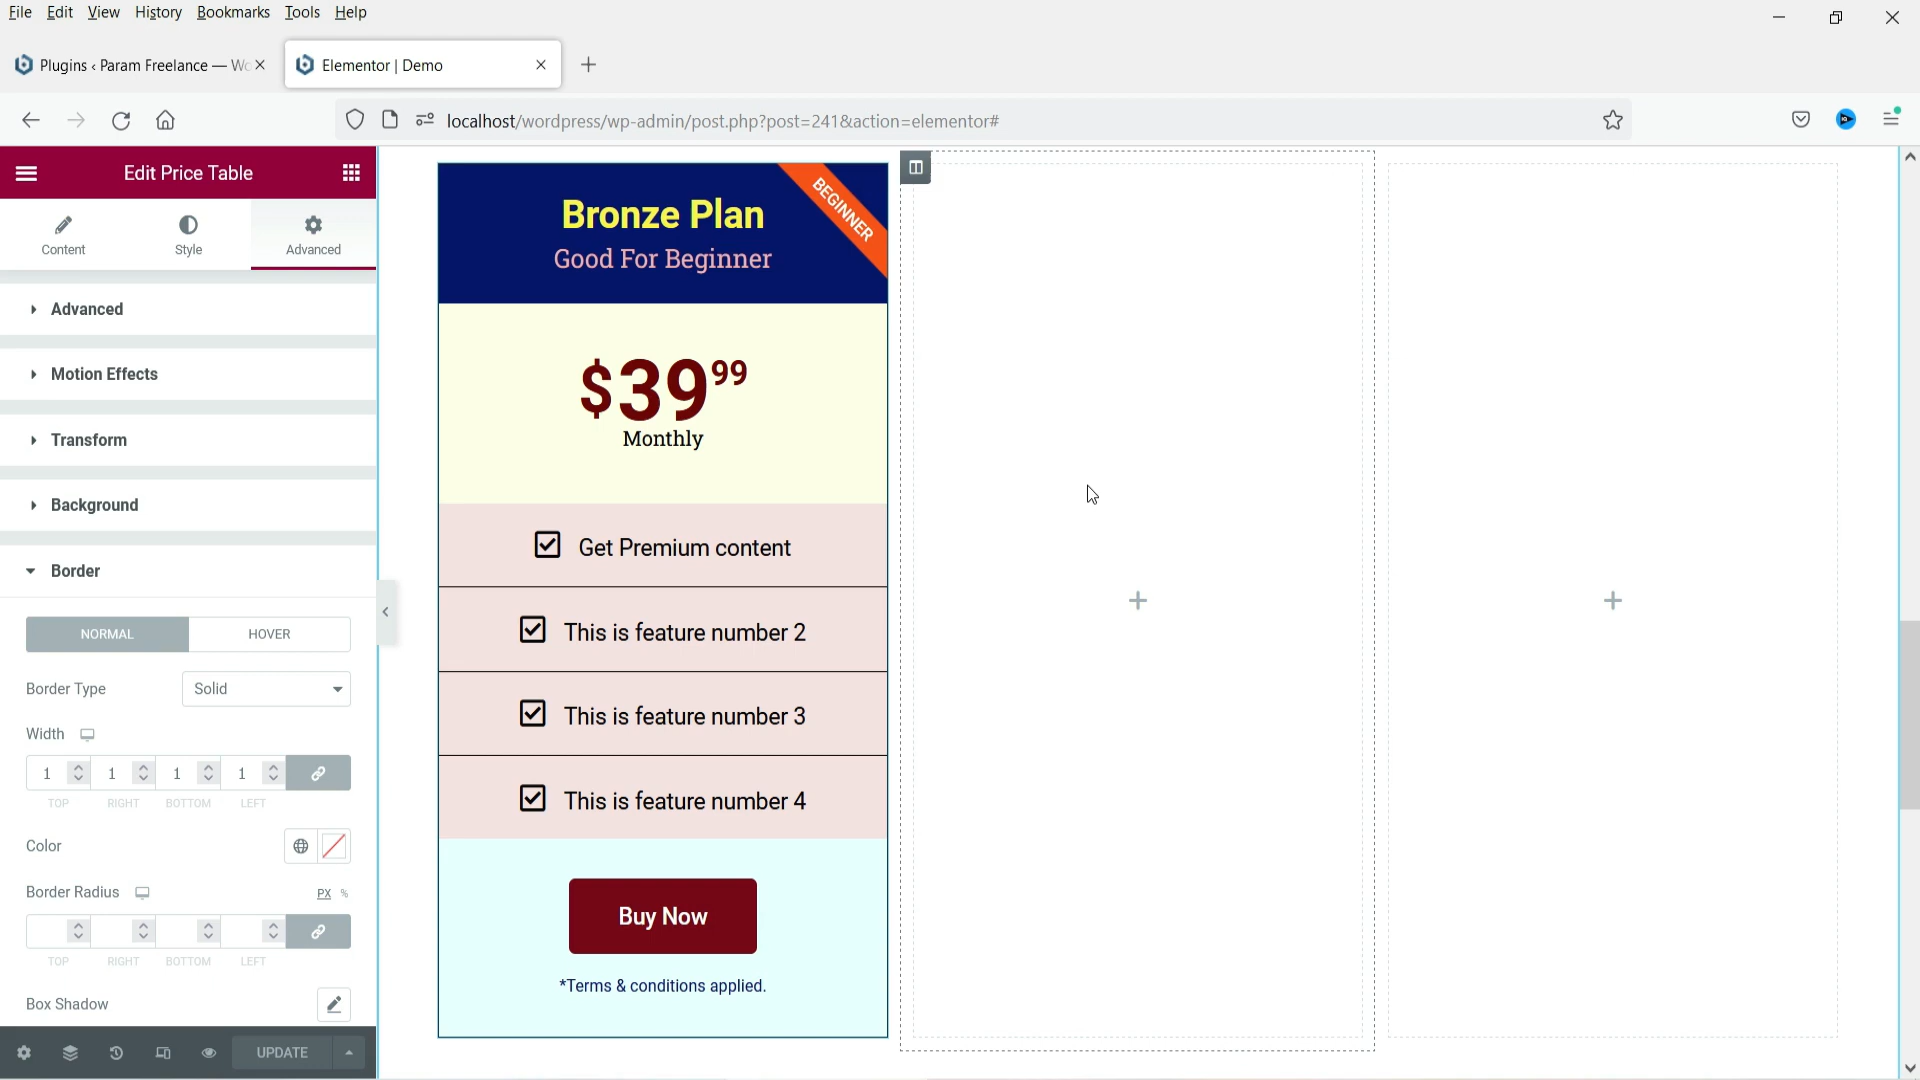 File Edit View History Bookmarks Tools Help
Plugins ‹ Param Freelance — Wo
Elementor | Demo
localhost/wordpress/wp-admin/post.php?post=241&action=elementor#
Edit Price Table
Content Style Advanced
Advanced
Motion Effects
Transform
Background
Border
NORMAL HOVER
Border Type Solid
Width
1 1 1 1
TOP RIGHT BOTTOM LEFT
Color
Border Radius PX %
TOP RIGHT BOTTOM LEFT
Box Shadow
UPDATE
BEGINNER
Bronze Plan
Good For Beginner
$3999
Monthly
Get Premium content
This is feature number 2
This is feature number 3
This is feature number 4
Buy Now
*Terms & conditions applied.